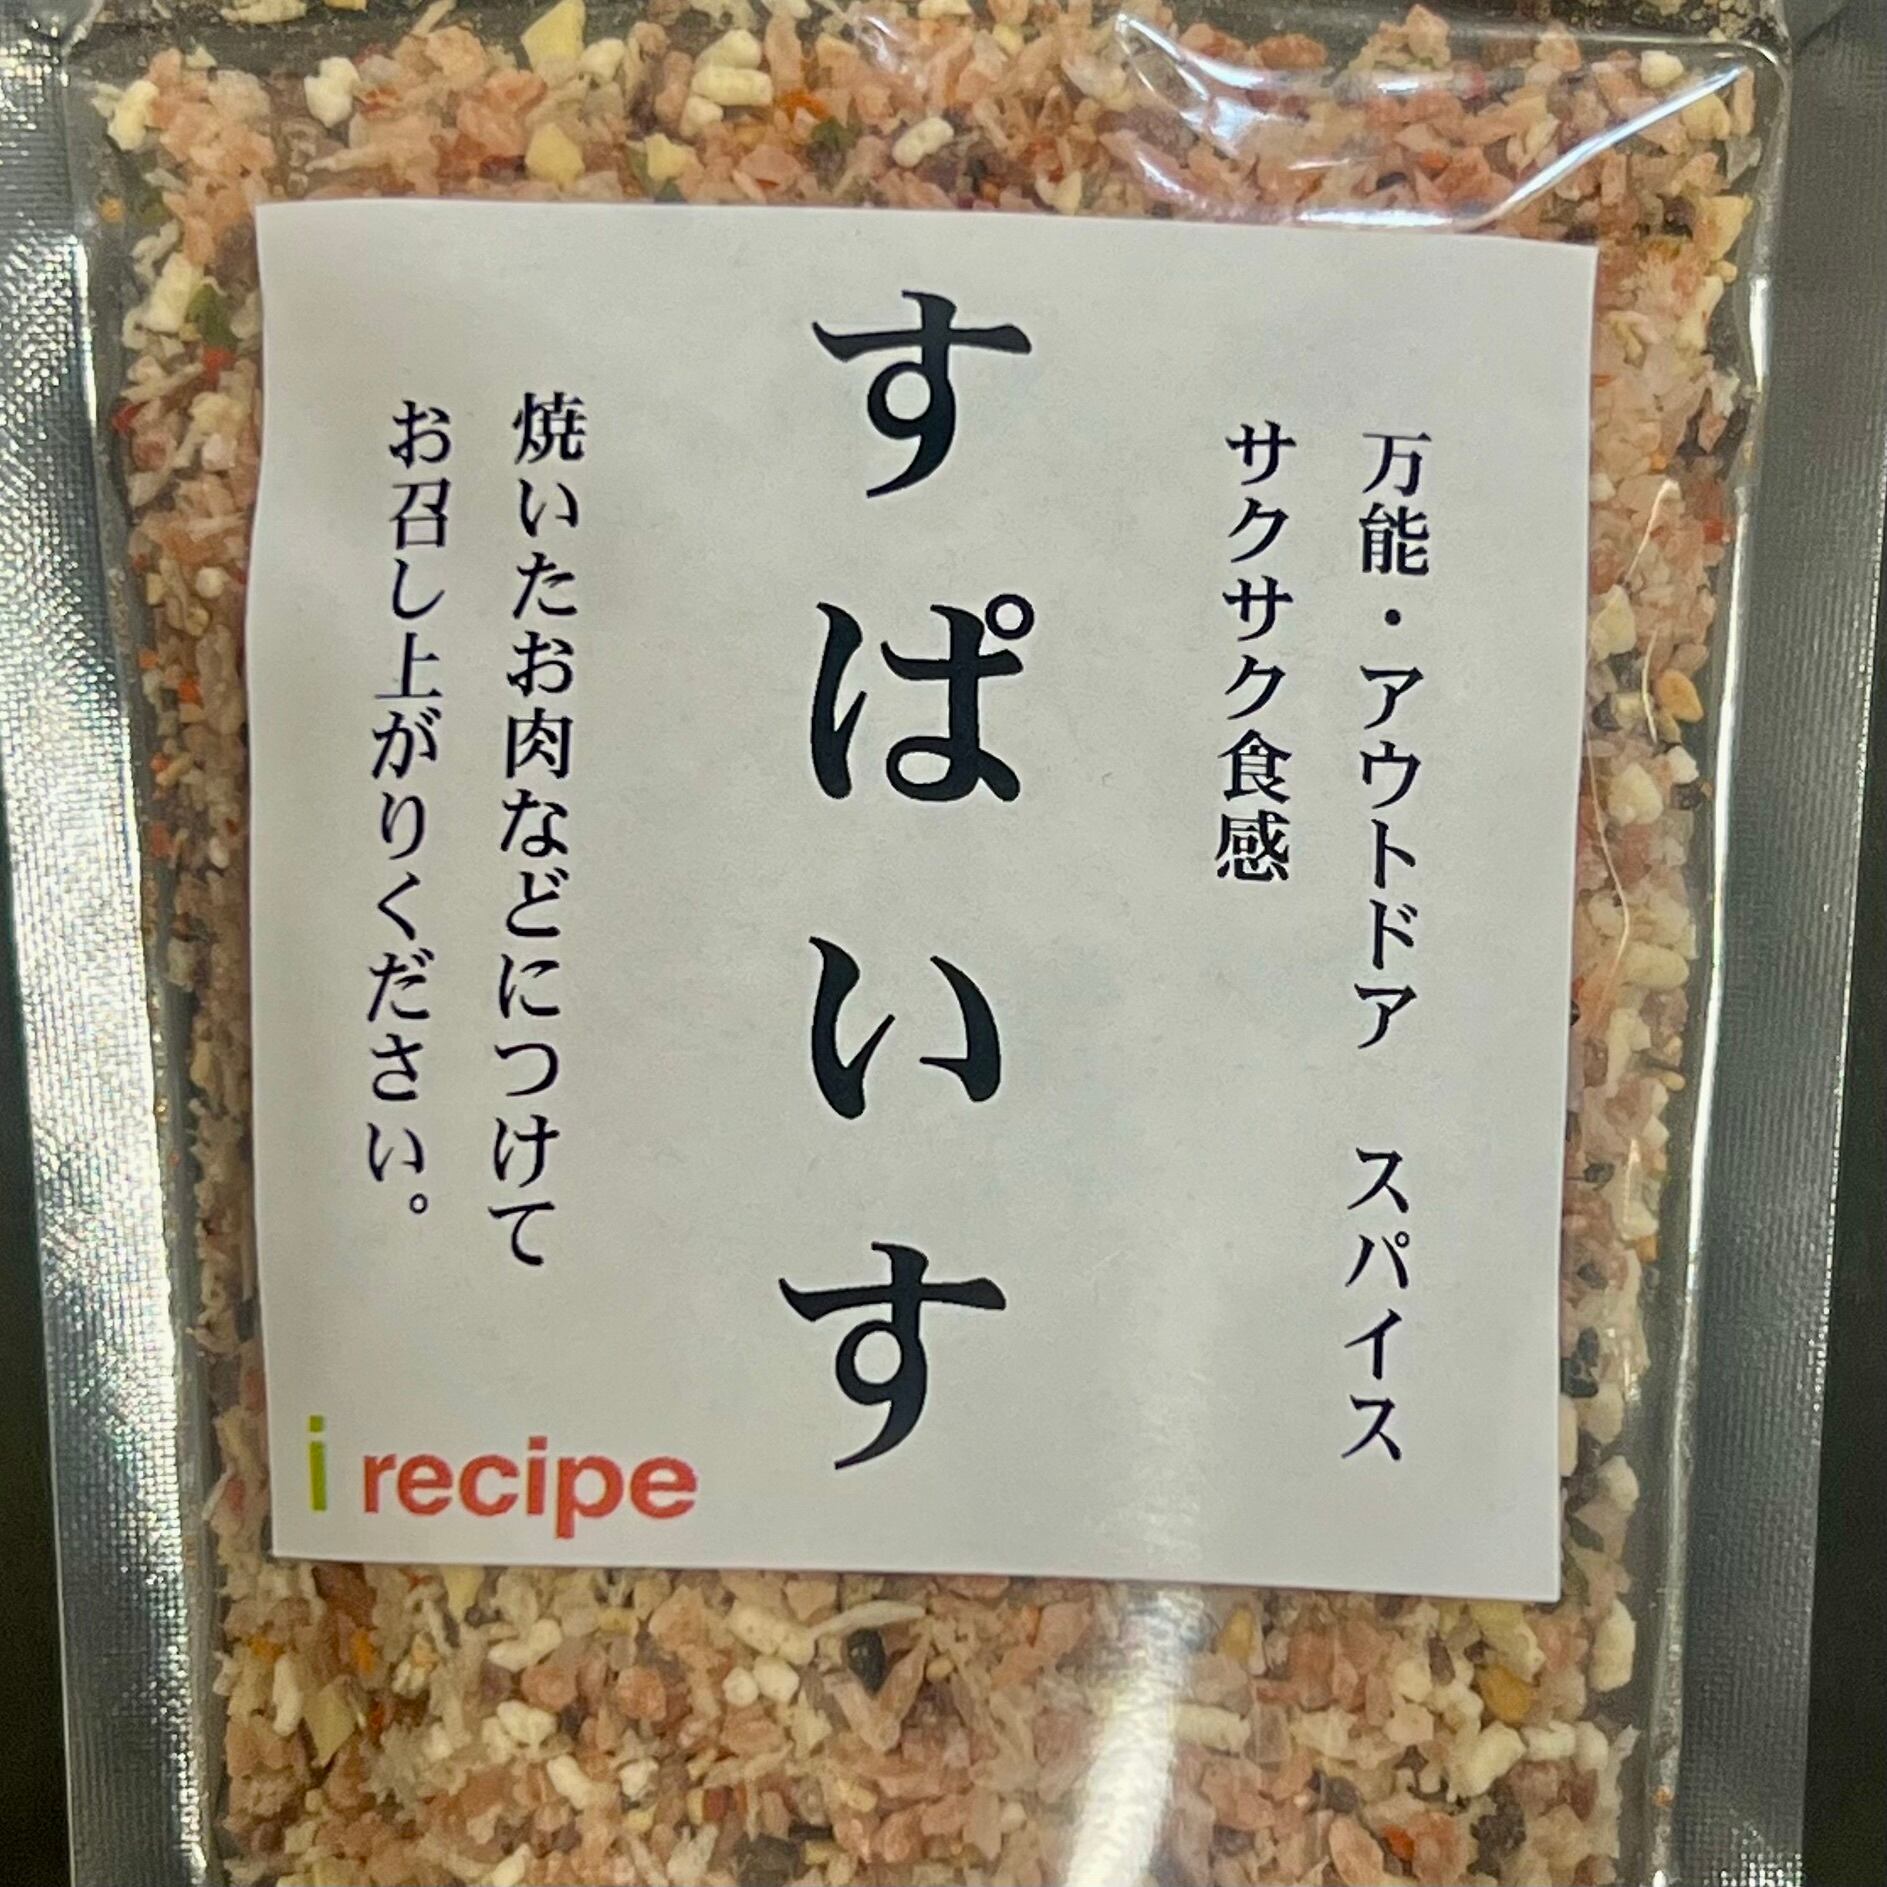 万能・アウトドア　スパイス
サクサク食感
すぱいす
焼いたお肉などにつけて
お召し上がりください。
i recipe